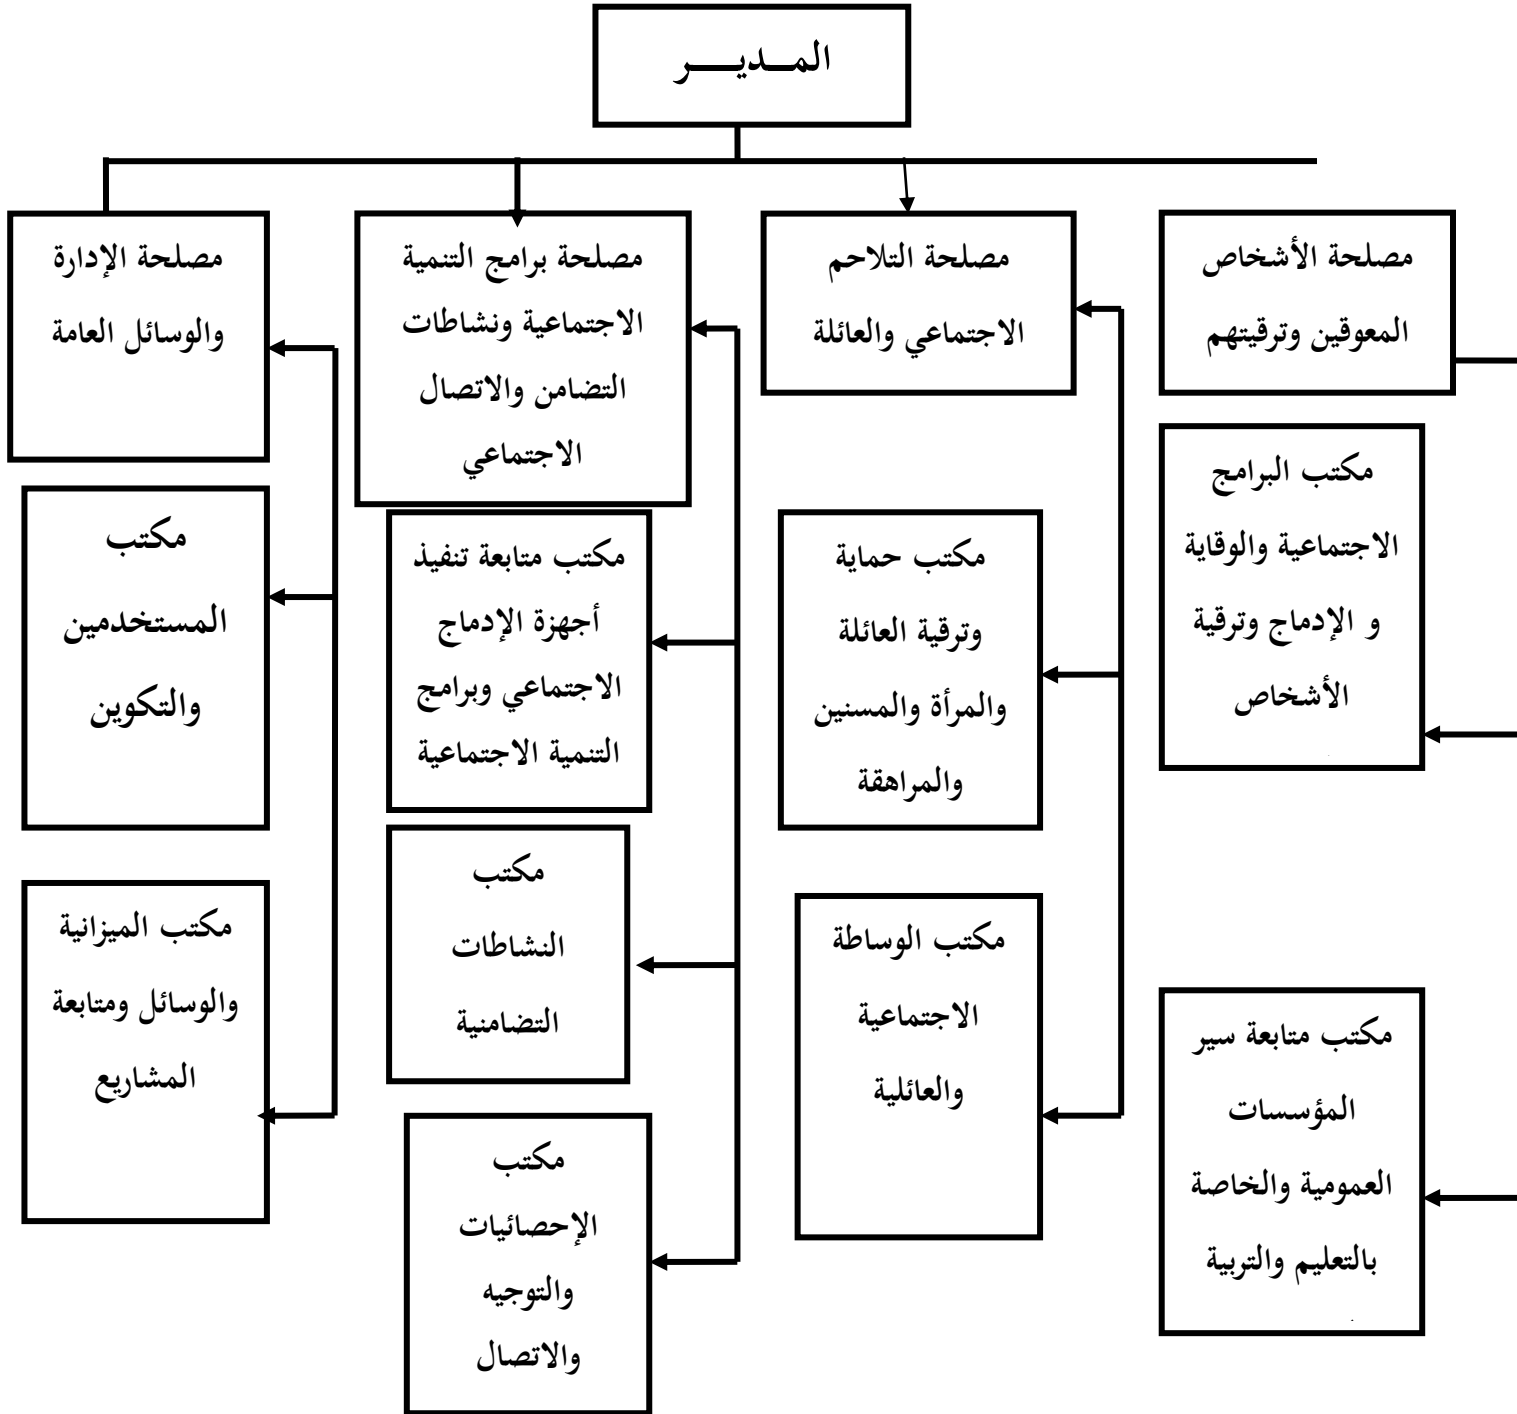 المـديـر
مصلحة الأشخاص
المعوقين وترقيتهم
مكتب البرامج
الاجتماعية والوقاية
و الإدماج وترقية
الأشخاص
مكتب متابعة سير
المؤسسات
العمومية والخاصة
بالتعليم والتربية
مصلحة التلاحم
الاجتماعي والعائلة
مكتب حماية
وترقية العائلة
والمرأة والمسنين
والمراهقة
مكتب الوساطة
الاجتماعية
والعائلية
مصلحة برامج التنمية
الاجتماعية ونشاطات
التضامن والاتصال
الاجتماعي
مكتب متابعة تنفيذ
أجهزة الإدماج
الاجتماعي وبرامج
التنمية الاجتماعية
مكتب
النشاطات
التضامنية
مكتب
الإحصائيات
والتوجيه
والاتصال
مصلحة الإدارة
والوسائل العامة
مكتب
المستخدمين
والتكوين
مكتب الميزانية
والوسائل ومتابعة
المشاريع